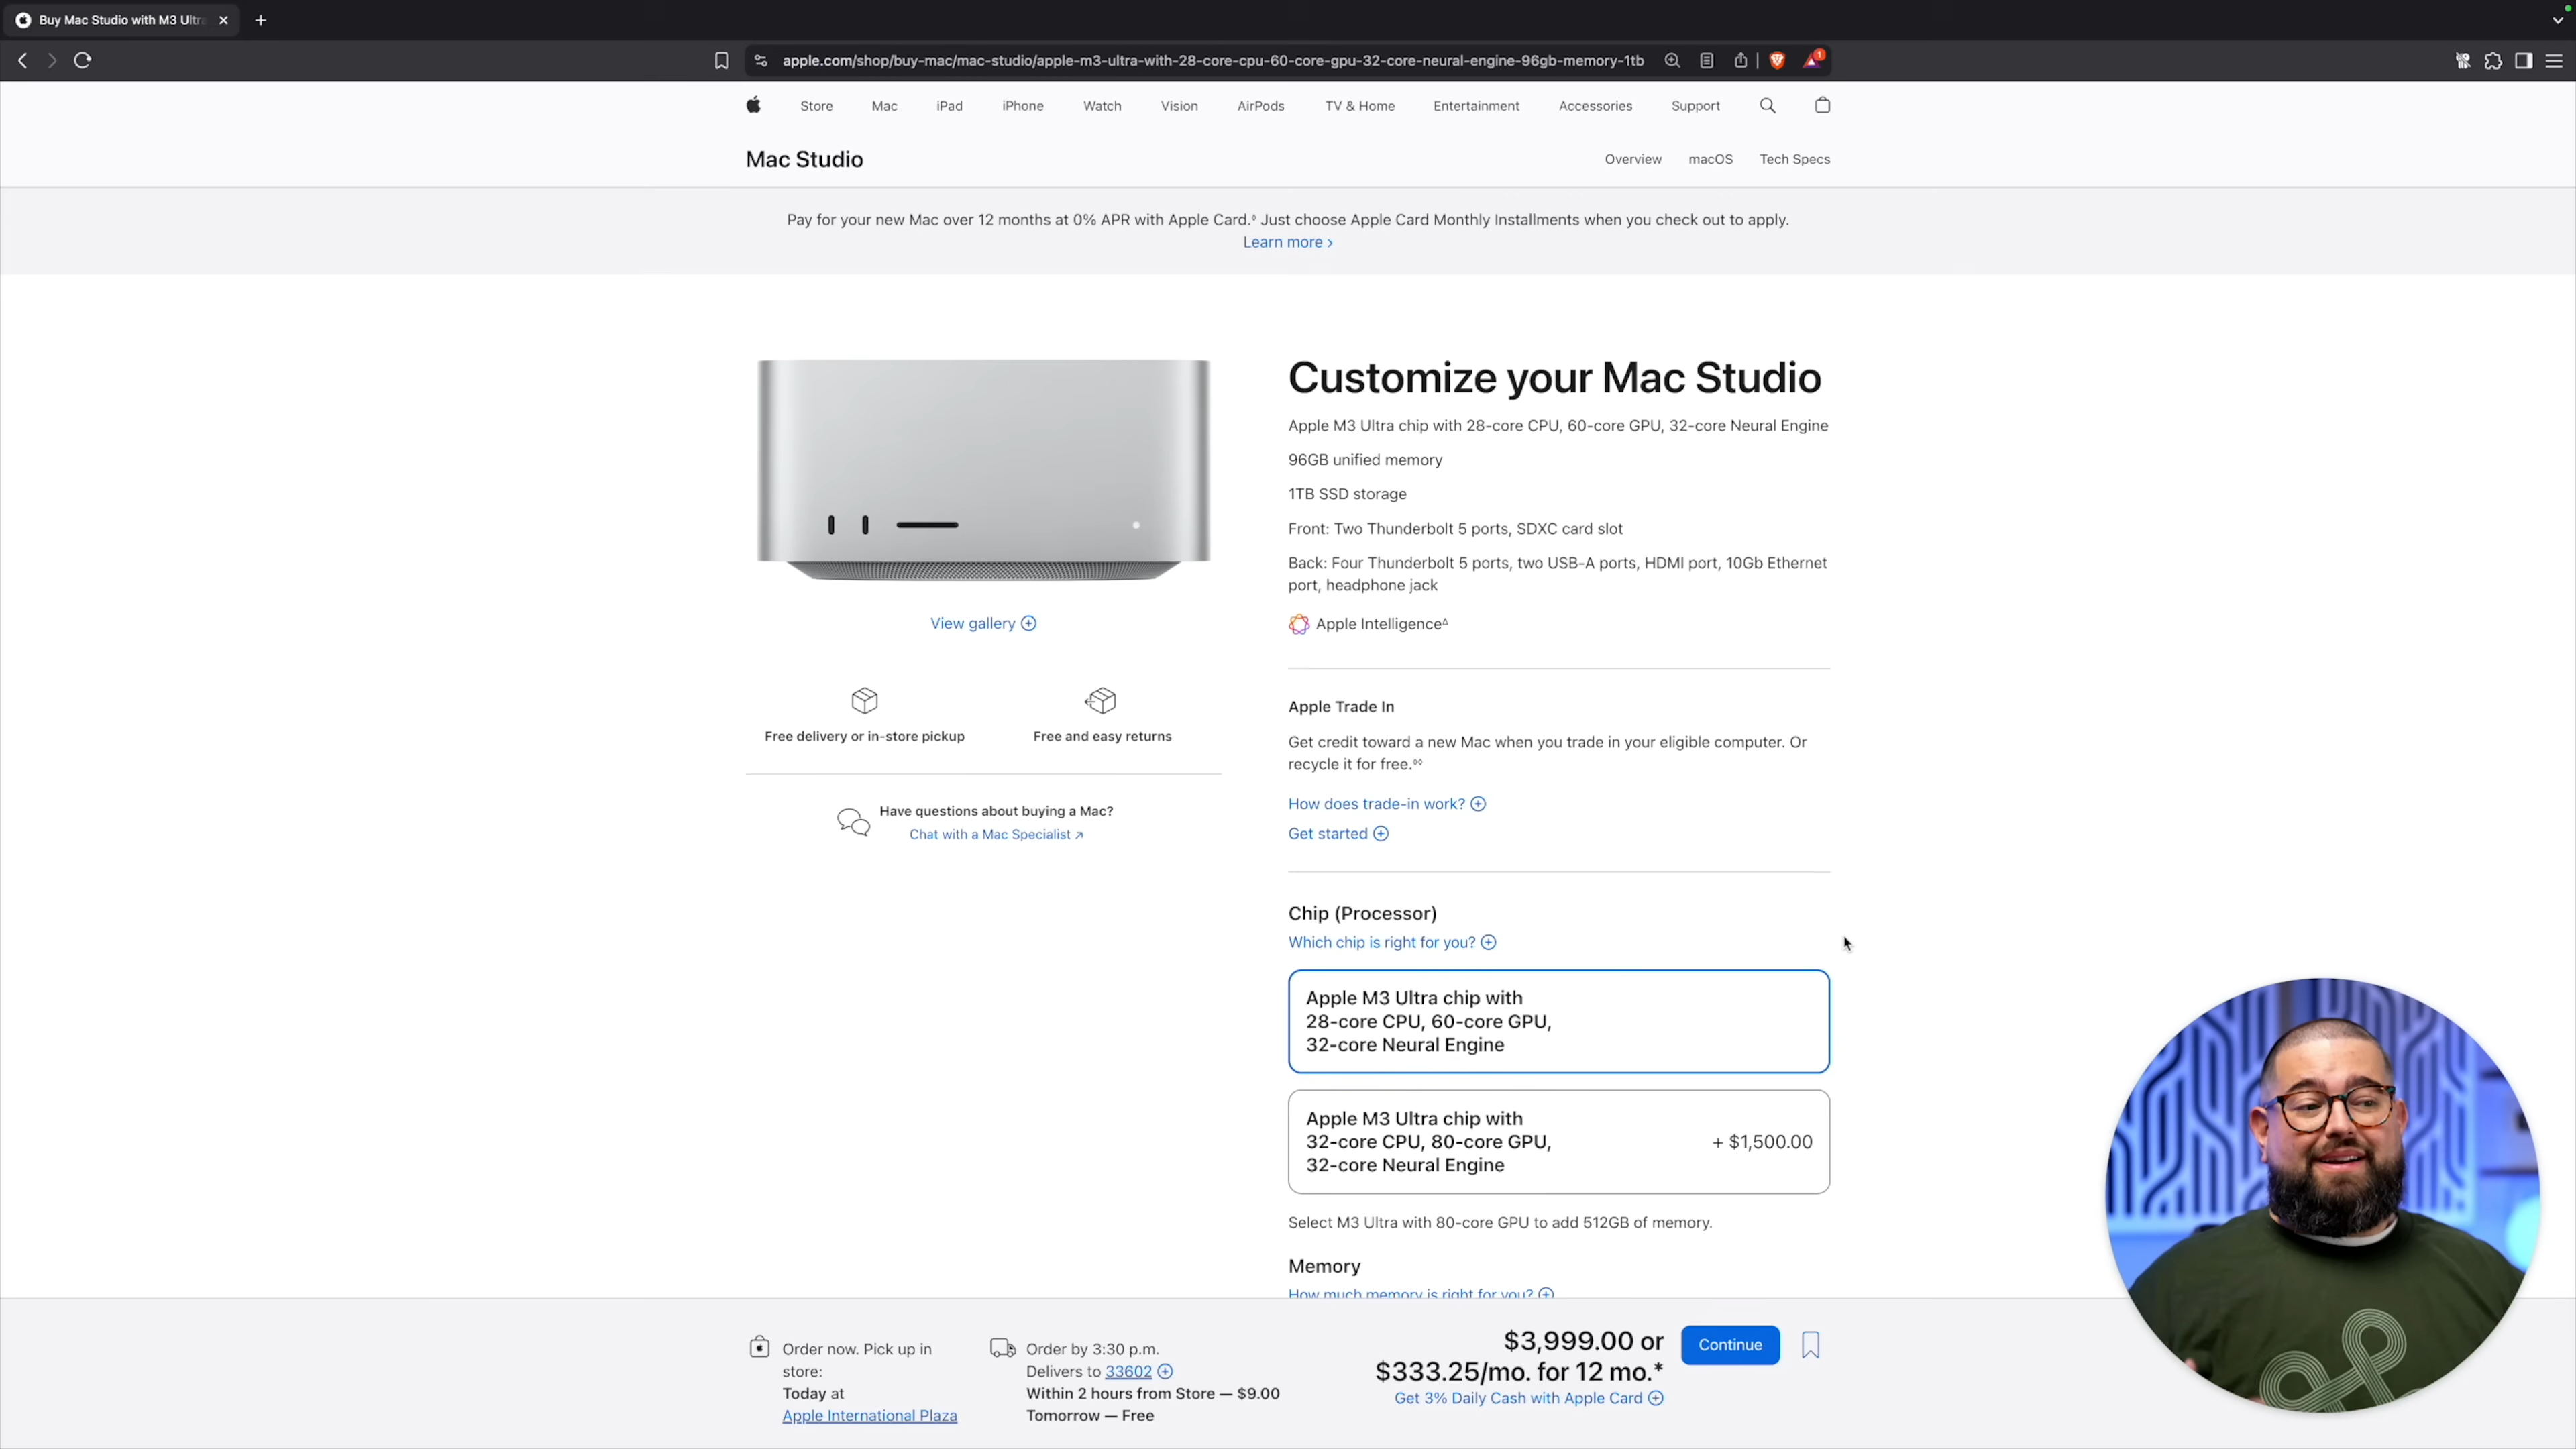 Buy Mac Studio with M3 Ultr
apple.com/shop/buy-mac/mac-studio/apple-m3-ultra-with-28-core-cpu-60-core-gpu-32-core-neural-engine-96gb-memory-1tb
1
Store Mac iPad iPhone Watch Vision AirPods TV & Home Entertainment Accessories Support
Mac Studio
Overview macOS Tech Specs
Pay for your new Mac over 12 months at 0% APR with Apple Card.◊ Just choose Apple Card Monthly Installments when you check out to apply.
Learn more >
View gallery
Free delivery or in-store pickup
Free and easy returns
Have questions about buying a Mac?
Chat with a Mac Specialist ↗
Customize your Mac Studio
Apple M3 Ultra chip with 28-core CPU, 60-core GPU, 32-core Neural Engine
96GB unified memory
1TB SSD storage
Front: Two Thunderbolt 5 ports, SDXC card slot
Back: Four Thunderbolt 5 ports, two USB-A ports, HDMI port, 10Gb Ethernet
port, headphone jack
Apple IntelligenceΔ
Apple Trade In
Get credit toward a new Mac when you trade in your eligible computer. Or
recycle it for free.◊◊
How does trade-in work?
Get started
Chip (Processor)
Which chip is right for you?
Apple M3 Ultra chip with
28-core CPU, 60-core GPU,
32-core Neural Engine
Apple M3 Ultra chip with
32-core CPU, 80-core GPU,
32-core Neural Engine
+ $1,500.00
Select M3 Ultra with 80-core GPU to add 512GB of memory.
Memory
How much memory is right for you?
Order now. Pick up in
store:
Today at
Apple International Plaza
Order by 3:30 p.m.
Delivers to 33602
Within 2 hours from Store — $9.00
Tomorrow — Free
$3,999.00 or
$333.25/mo. for 12 mo.*
Get 3% Daily Cash with Apple Card
Continue